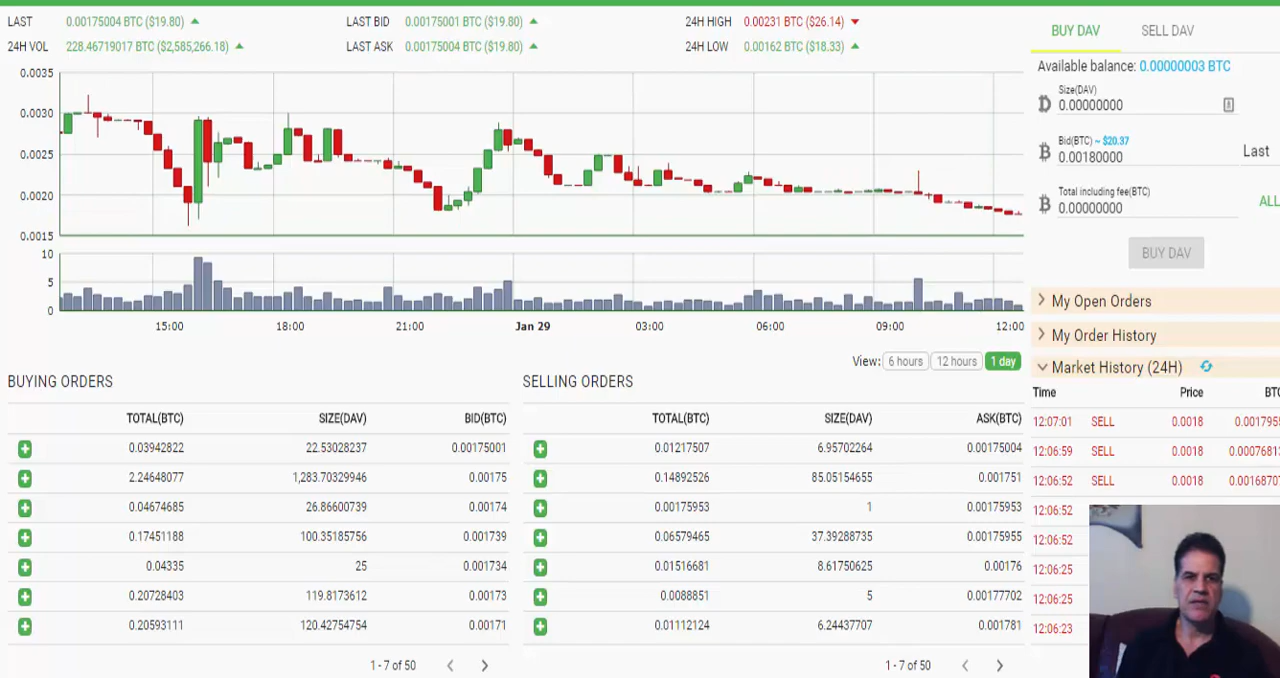 LAST 0.00175004 BTC ($19.80) LAST BID 0.00175001 BTC ($19.80) 24H HIGH 0.00231 BTC ($26.14)
24H VOL 228.46719017 BTC ($2,585,266.18) LAST ASK 0.00175004 BTC ($19.80) 24H LOW 0.00162 BTC ($18.33)
0.0035
0.0030
0.0025
0.0020
0.0015
10
5
0
15:00 18:00 21:00 Jan 29 03:00 06:00 09:00 12:00
View: 6 hours 12 hours 1 day
BUYING ORDERS
TOTAL(BTC) SIZE(DAV) BID(BTC)
0.03942822 22.53028237 0.00175001
2.24648077 1,283.70329946 0.00175
0.04674685 26.86600739 0.00174
0.17451188 100.35185756 0.001739
0.04335 25 0.001734
0.20728403 119.8173612 0.00173
0.20593111 120.42754754 0.00171
1 - 7 of 50
SELLING ORDERS
TOTAL(BTC) SIZE(DAV) ASK(BTC)
0.01217507 6.95702264 0.00175004
0.14892526 85.05154655 0.001751
0.00175953 1 0.00175953
0.06579465 37.39288735 0.00175955
0.01516681 8.61750625 0.00176
0.0088851 5 0.00177702
0.01112124 6.24437707 0.001781
1 - 7 of 50
BUY DAV SELL DAV
Available balance: 0.00000003 BTC
Size(DAV)
0.00000000
Bid(BTC) ~ $20.37
0.00180000 Last
Total including fee(BTC)
0.00000000 ALL
BUY DAV
My Open Orders
My Order History
Market History (24H)
Time Price BTC
12:07:01 SELL 0.0018 0.0017955
12:06:59 SELL 0.0018 0.0007681
12:06:52 SELL 0.0018 0.0016870
12:06:52
12:06:52
12:06:25
12:06:25
12:06:23